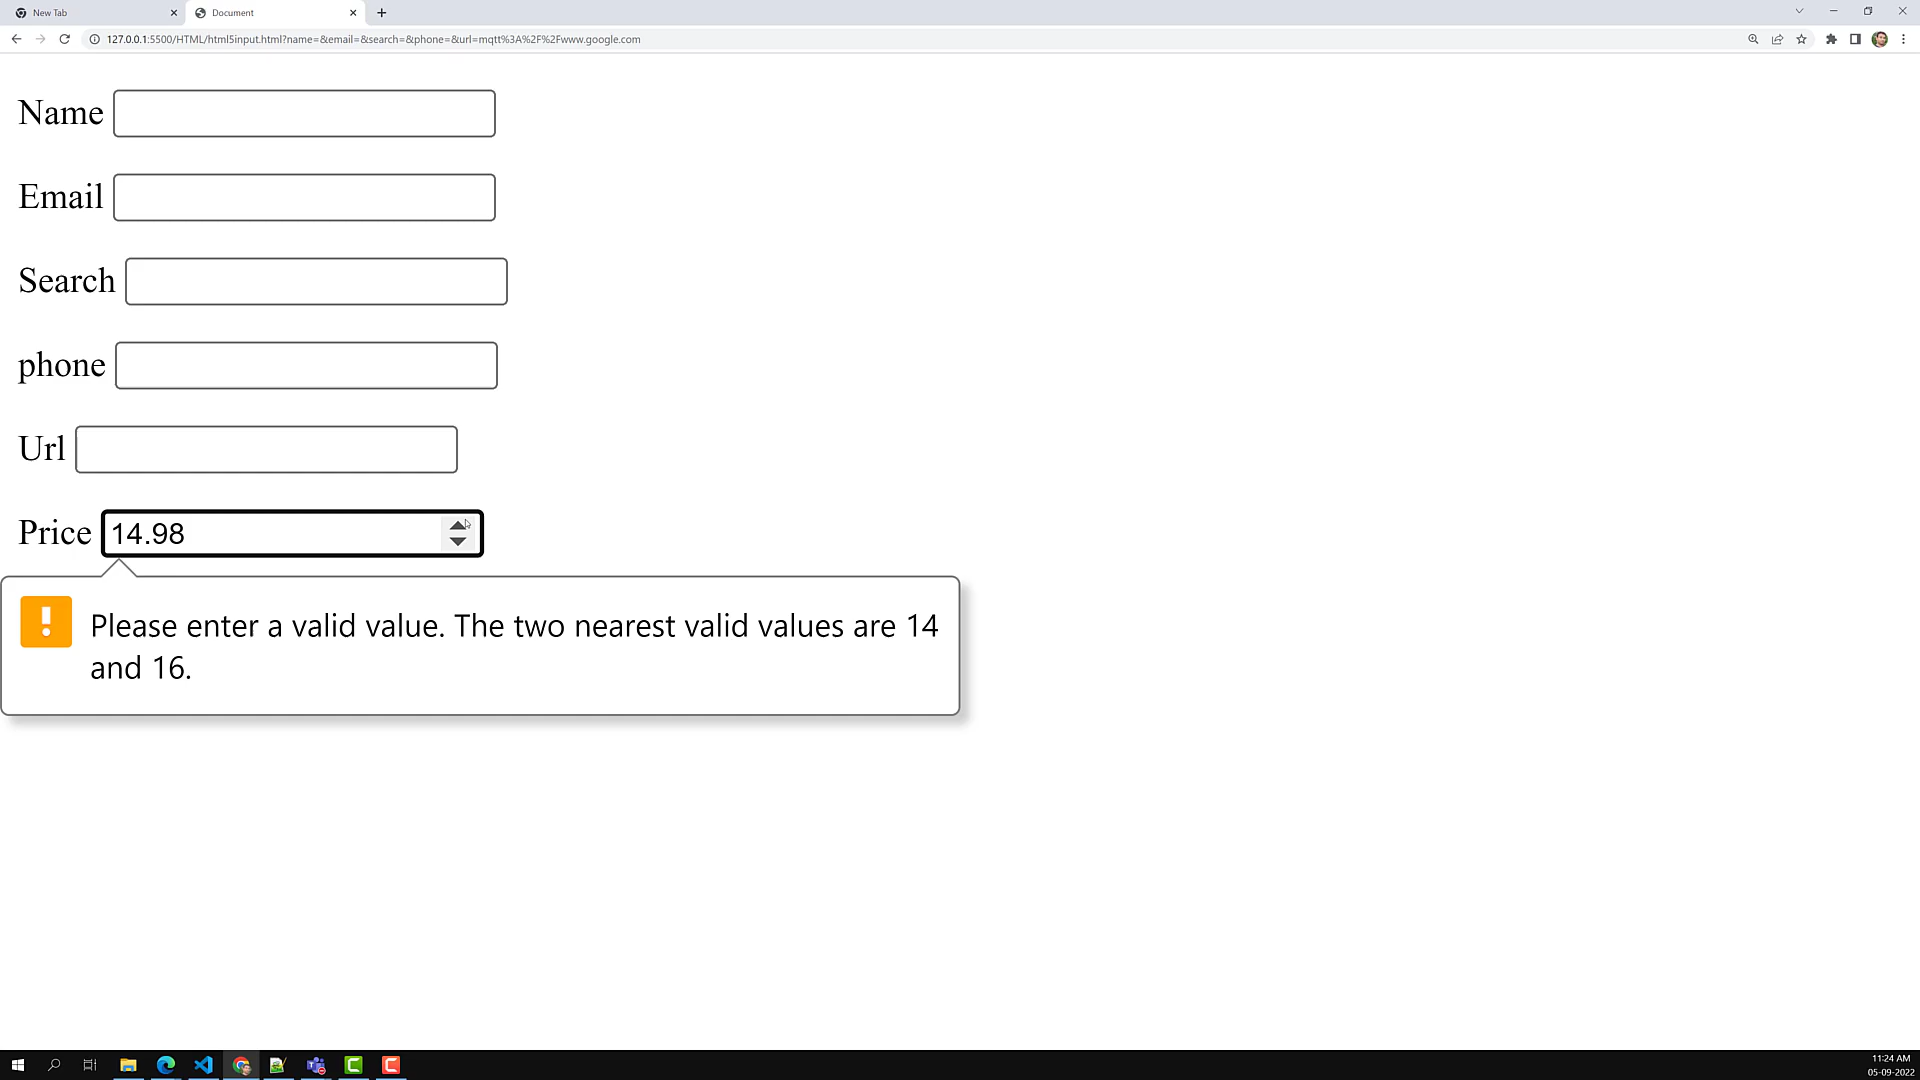 New Tab
Document
127.0.0.1:5500/HTML/html5input.html?name=&email=&search=&phone=&url=mqtt%3A%2F%2Fwww.google.com
Name
Email
Search
phone
Url
Price 14.98
Please enter a valid value. The two nearest valid values are 14
and 16.
11:24 AM
05-09-2022